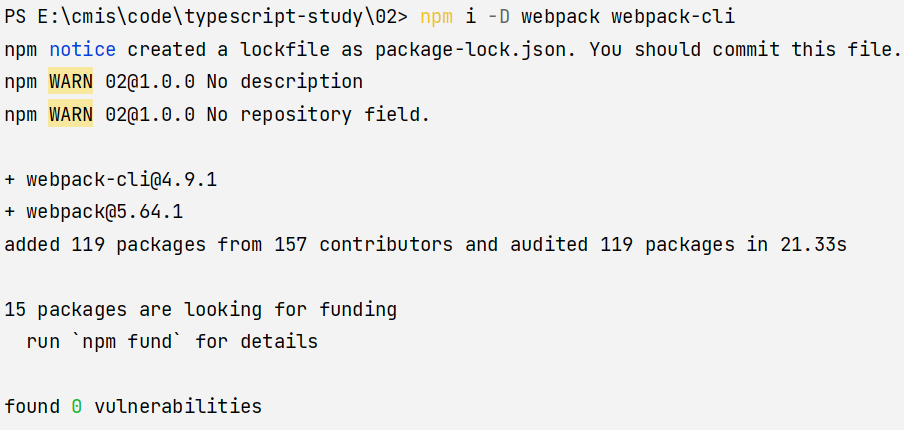 PS E:\cmis\code\typescript-study\02> npm i -D webpack webpack-cli
npm notice created a lockfile as package-lock.json. You should commit this file.
npm WARN 02@1.0.0 No description
npm WARN 02@1.0.0 No repository field.
+ webpack-cli@4.9.1
+ webpack@5.64.1
added 119 packages from 157 contributors and audited 119 packages in 21.33s
15 packages are looking for funding
  run `npm fund` for details
found 0 vulnerabilities